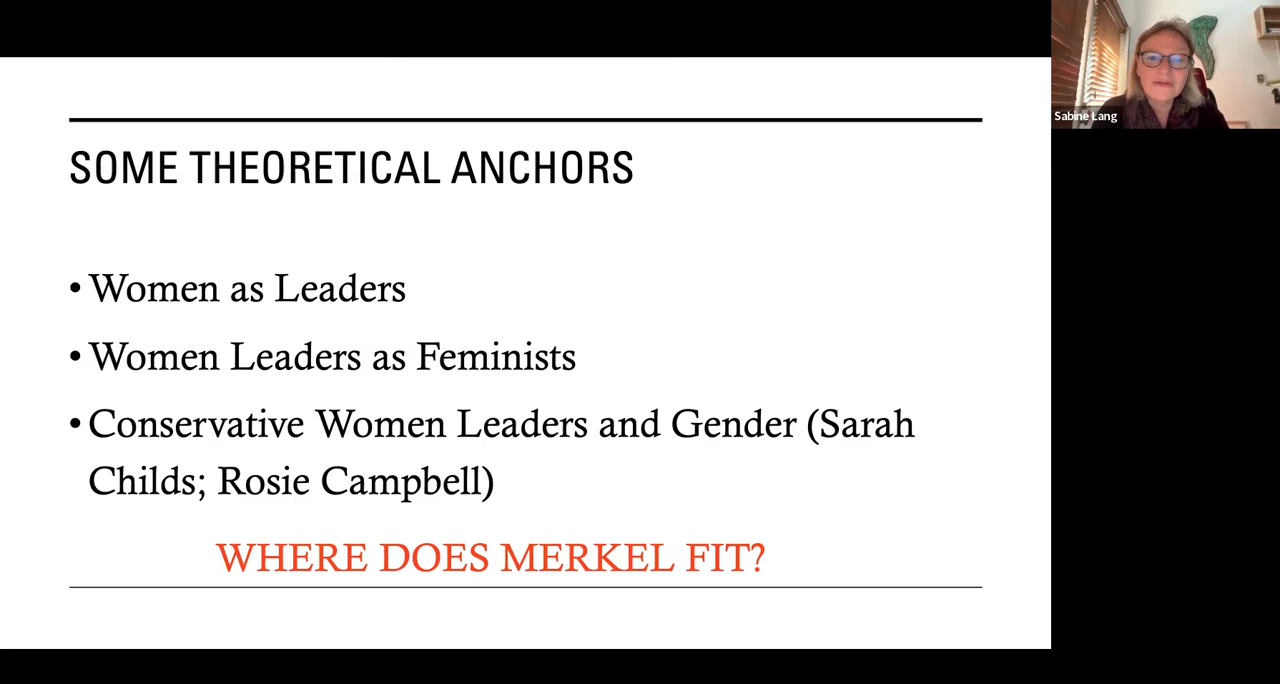 SOME THEORETICAL ANCHORS
• Women as Leaders
• Women Leaders as Feminists
• Conservative Women Leaders and Gender (Sarah
Childs; Rosie Campbell)
WHERE DOES MERKEL FIT?
Sabine Lang